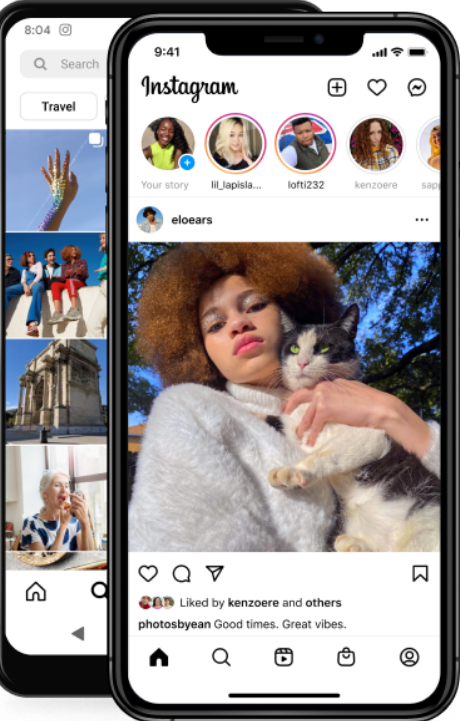 8:04
Search
Travel
9:41
Instagram
Your story
lil_lapisla...
lofti232
kenzoere
eloears
Liked by kenzoere and others
photosbyean Good times. Great vibes.